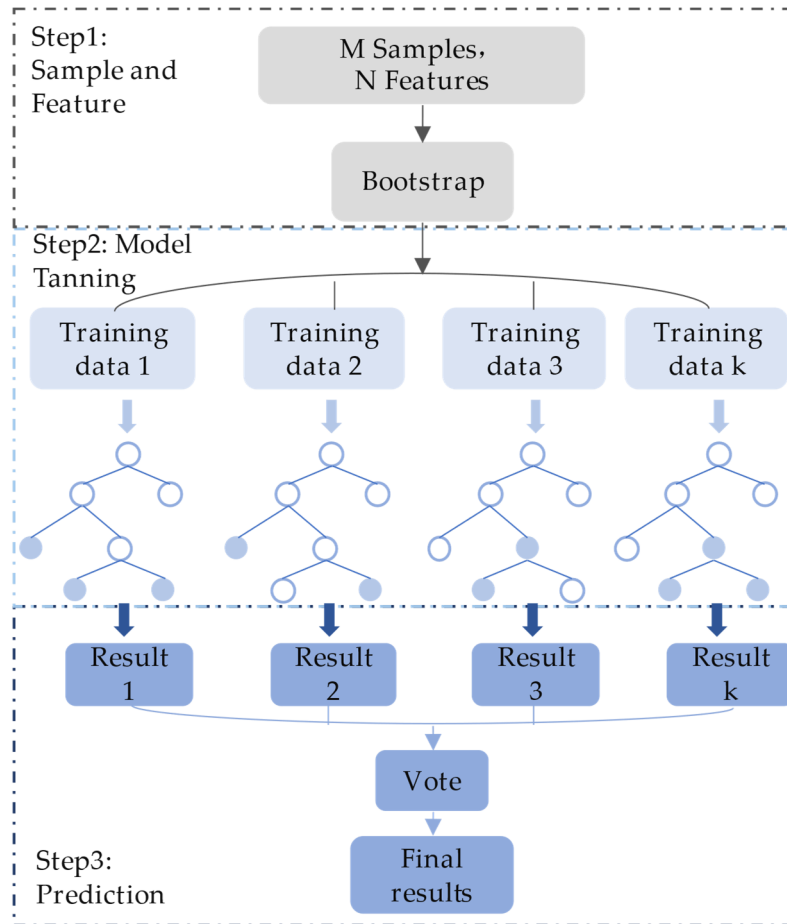 Step1:
Sample and
Feature
M Samples,
N Features
Bootstrap
Step2: Model
Tanning
Training
data 1
Training
data 2
Training
data 3
Training
data k
Result
1
Result
2
Result
3
Result
k
Vote
Step3:
Prediction
Final
results